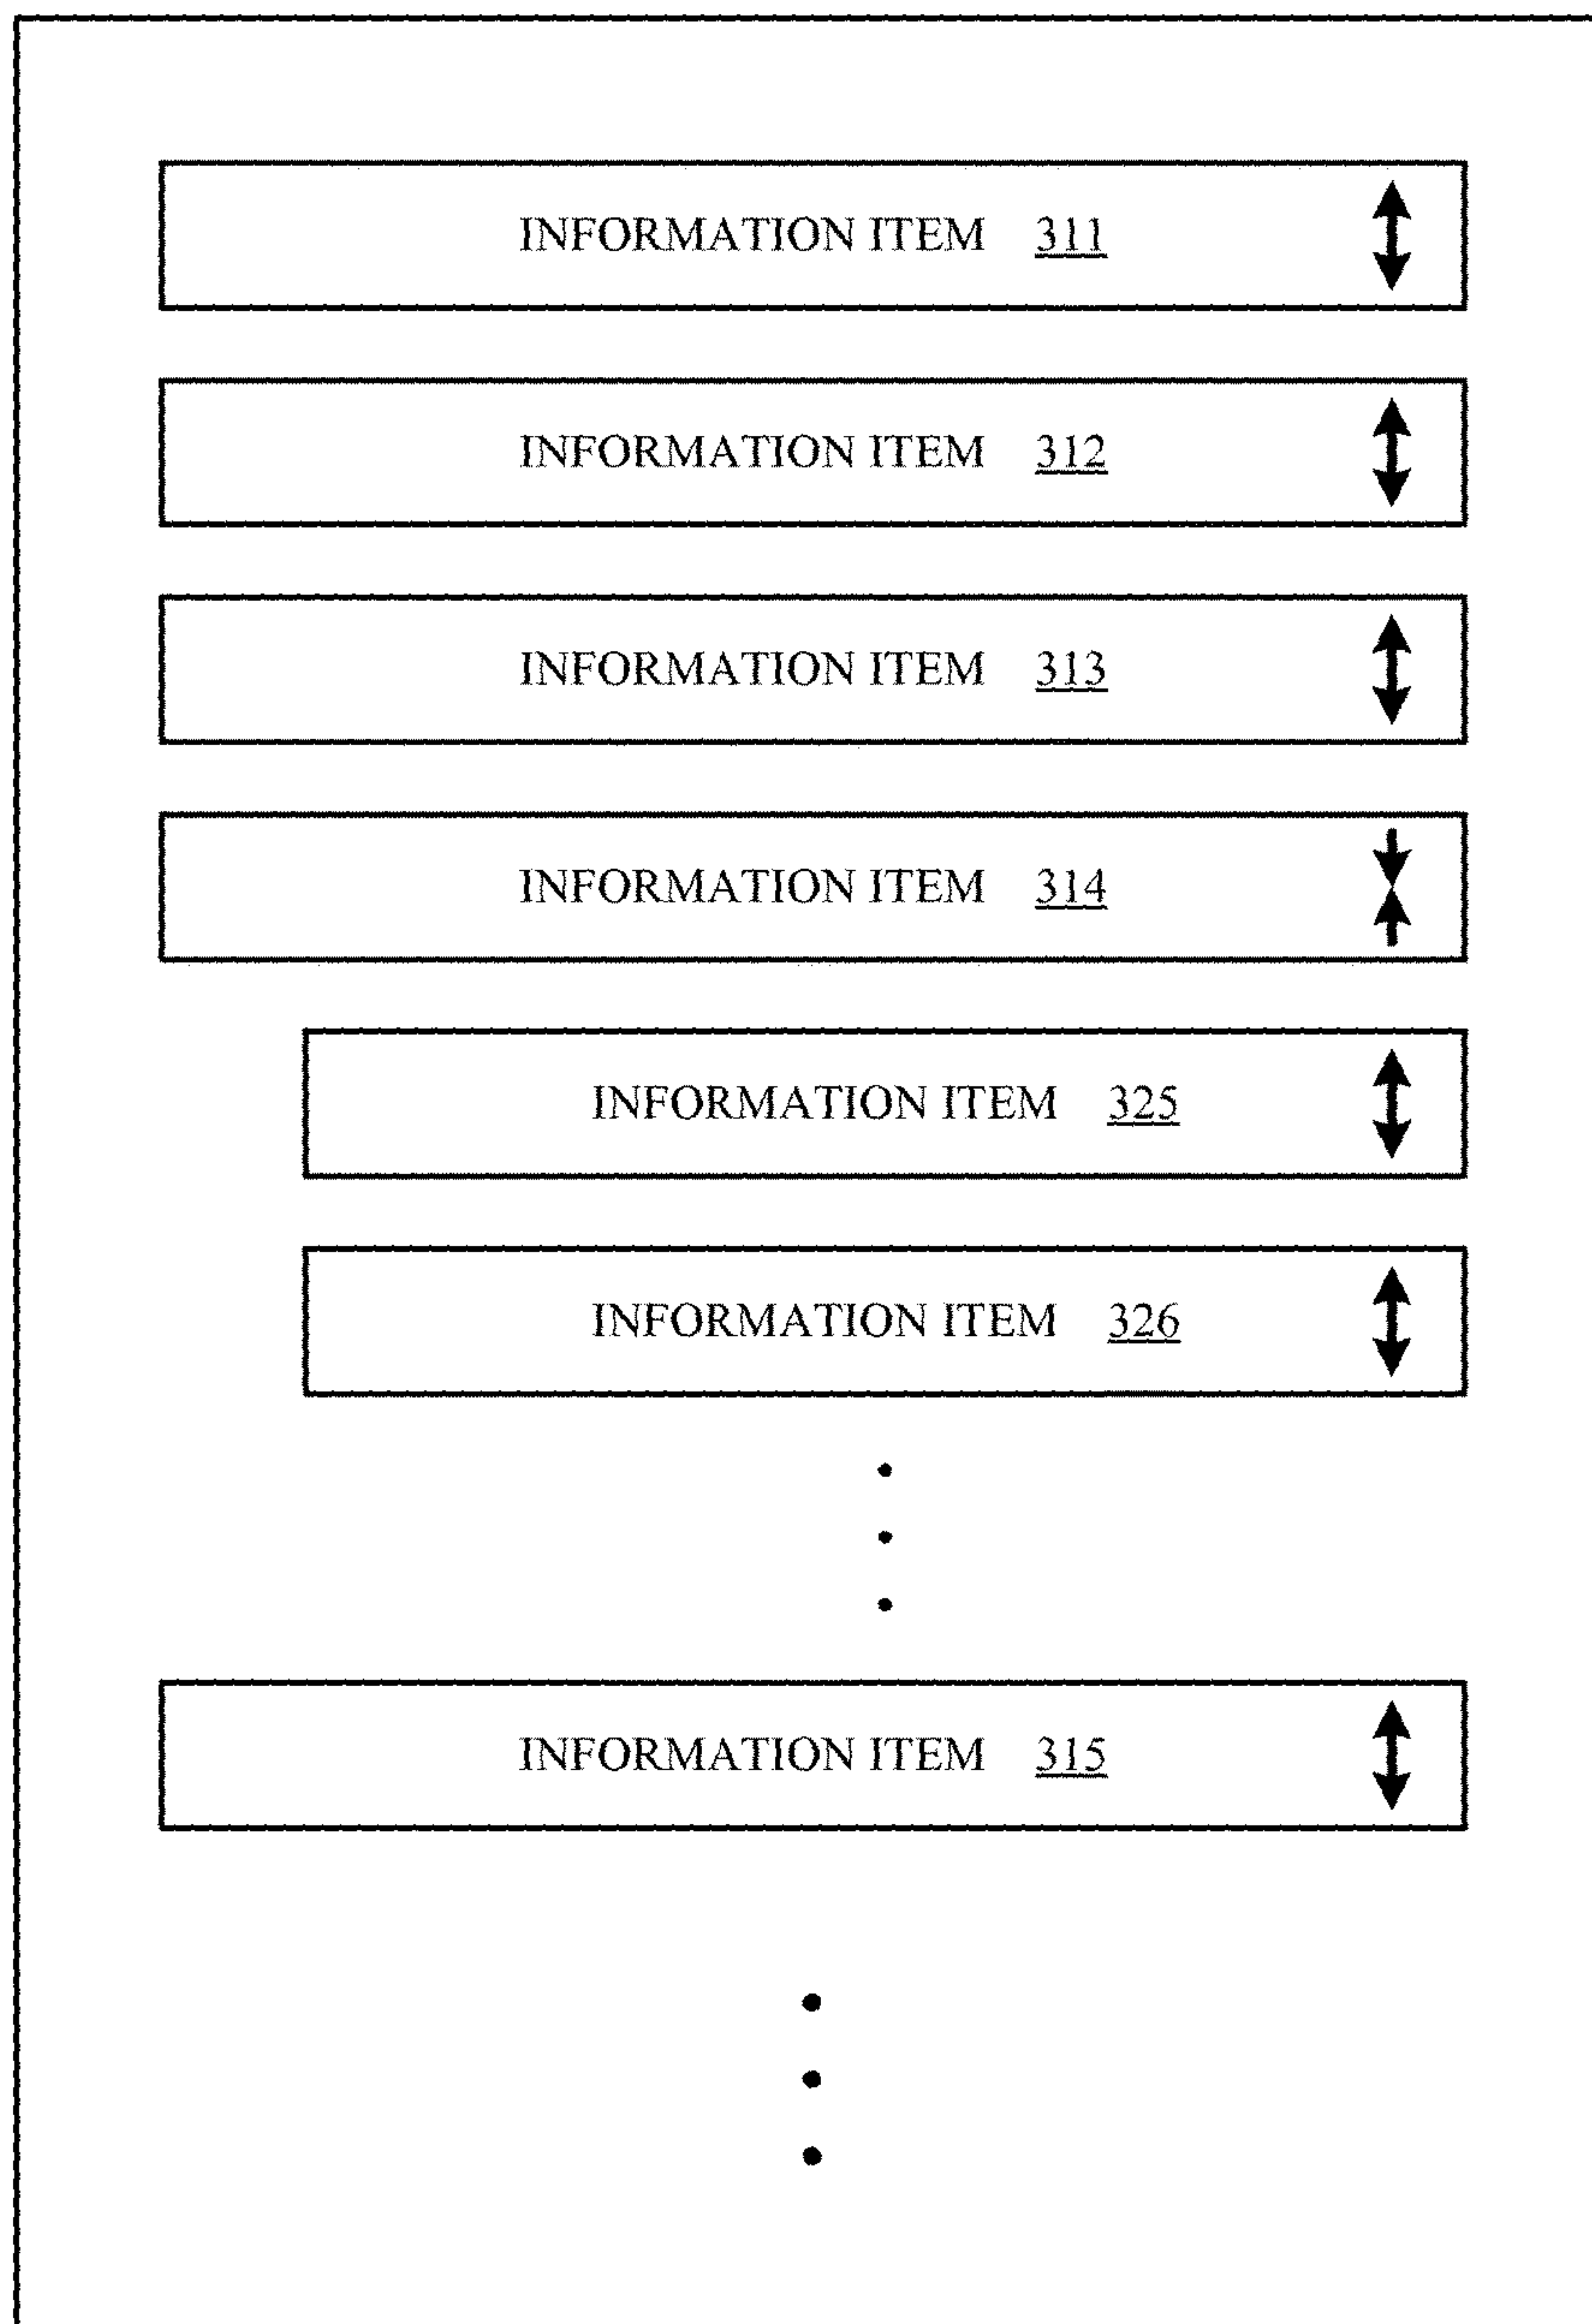 INFORMATION ITEM 311
INFORMATION ITEM 312
INFORMATION ITEM 313
INFORMATION ITEM 314
INFORMATION ITEM 325
INFORMATION ITEM 326
INFORMATION ITEM 315